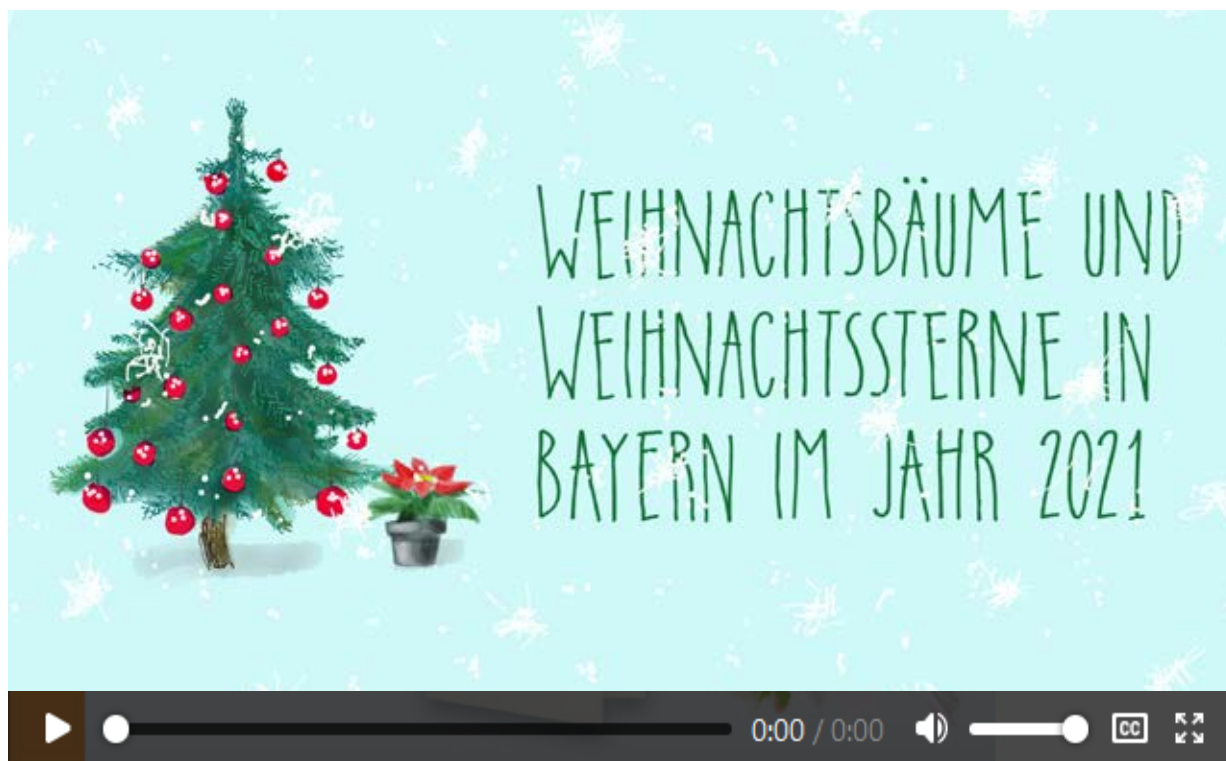 WEIHNACHTSBÄUME UND
WEIHNACHTSSTERNE IN
BAYERN IM JAHR 2021
0:00 / 0:00
CC